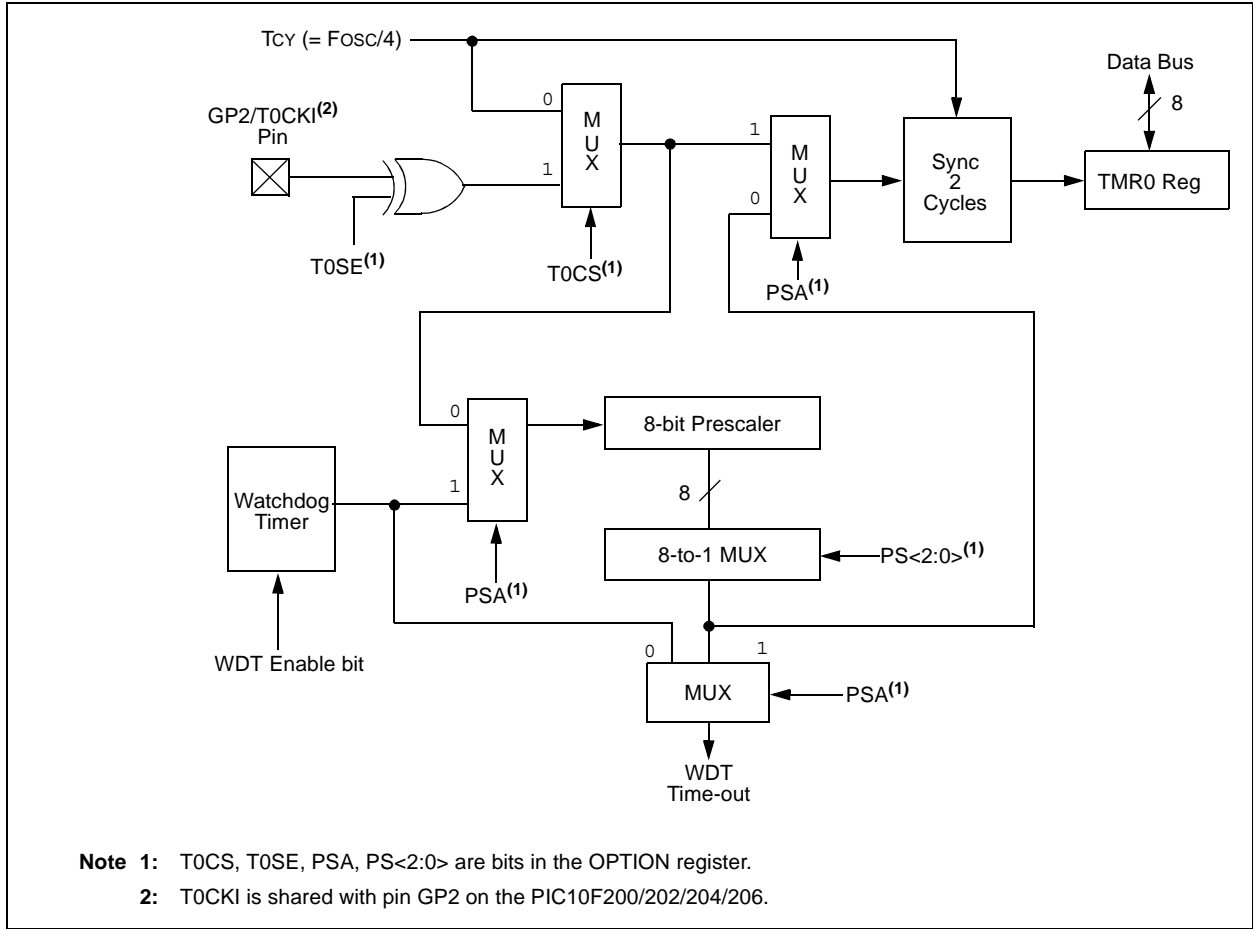 TCY (= FOSC/4)
Data Bus
8
GP2/T0CKI(2)
Pin
0
1
M
U
X
1
0
M
U
X
Sync
2
Cycles
TMR0 Reg
T0SE(1)
T0CS(1)
PSA(1)
0
1
M
U
X
8-bit Prescaler
8
Watchdog
Timer
8-to-1 MUX
PS<2:0>(1)
PSA(1)
WDT Enable bit
0
1
MUX
PSA(1)
WDT
Time-out
Note 1: T0CS, T0SE, PSA, PS<2:0> are bits in the OPTION register.
2: T0CKI is shared with pin GP2 on the PIC10F200/202/204/206.